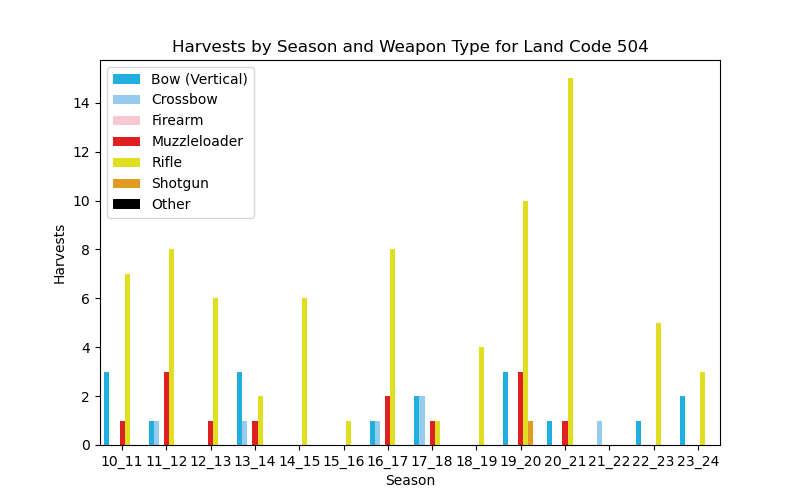 Harvests by Season and Weapon Type for Land Code 504
Bow (Vertical)
Crossbow
Firearm
Muzzleloader
Rifle
Shotgun
Other
Harvests
14
12
10
8
6
4
2
0
10_11 11_12 12_13 13_14 14_15 15_16 16_17 17_18 18_19 19_20 20_21 21_22 22_23 23_24
Season